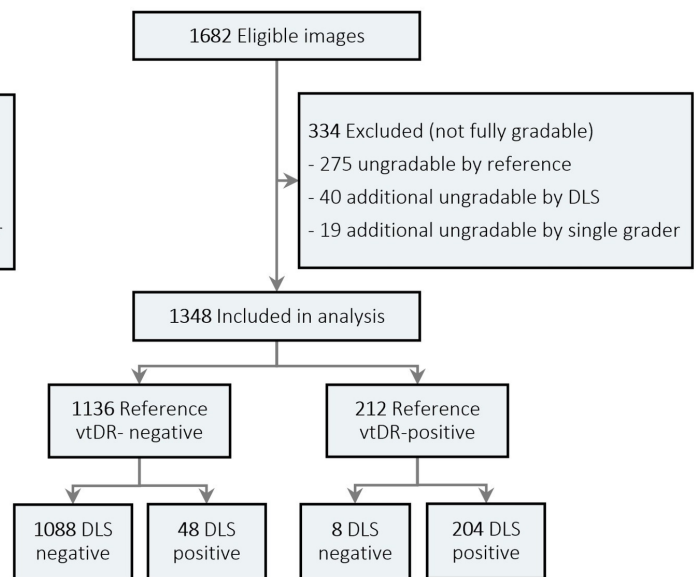 1682 Eligible images
334 Excluded (not fully gradable)
- 275 ungradable by reference
- 40 additional ungradable by DLS
- 19 additional ungradable by single grader
1348 Included in analysis
1136 Reference
vtDR- negative
212 Reference
vtDR-positive
1088 DLS
negative
48 DLS
positive
8 DLS
negative
204 DLS
positive